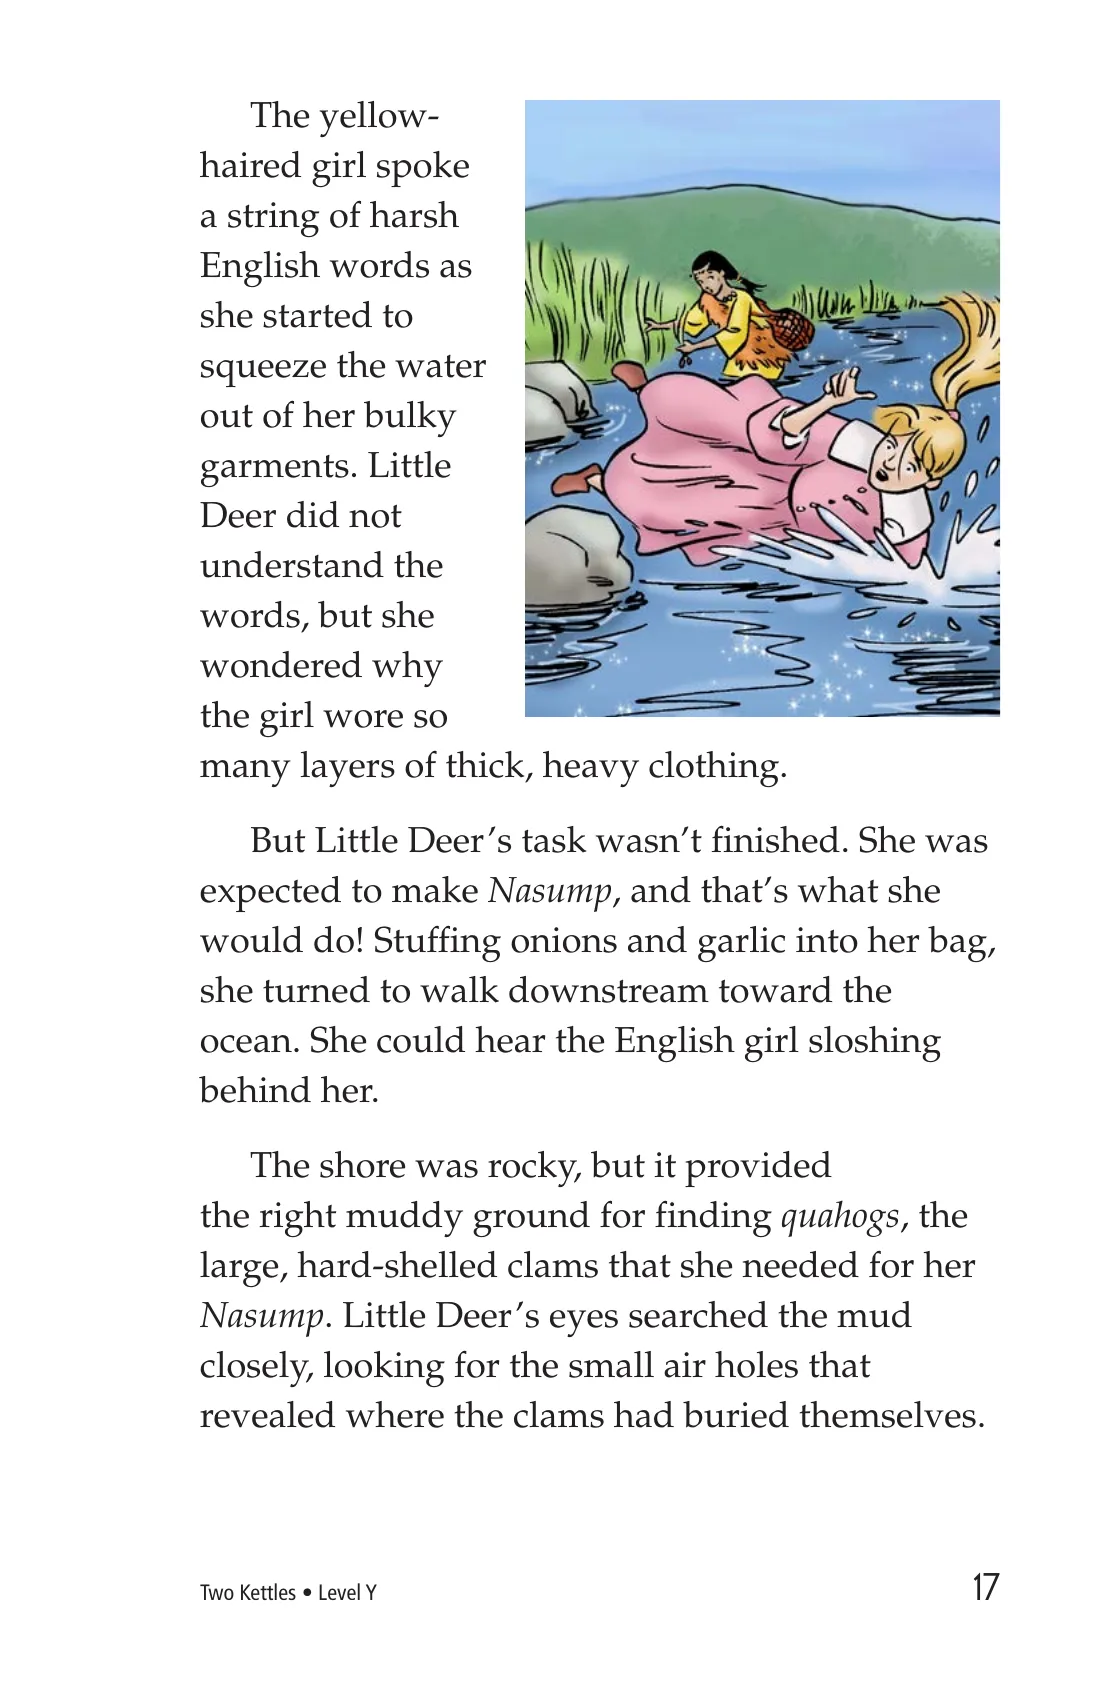 The yellow-
haired girl spoke
a string of harsh
English words as
she started to
squeeze the water
out of her bulky
garments. Little
Deer did not
understand the
words, but she
wondered why
the girl wore so
many layers of thick, heavy clothing.
But Little Deer’s task wasn’t finished. She was
expected to make Nasump, and that’s what she
would do! Stuffing onions and garlic into her bag,
she turned to walk downstream toward the
ocean. She could hear the English girl sloshing
behind her.
The shore was rocky, but it provided
the right muddy ground for finding quahogs, the
large, hard-shelled clams that she needed for her
Nasump. Little Deer’s eyes searched the mud
closely, looking for the small air holes that
revealed where the clams had buried themselves.
Two Kettles • Level Y
17